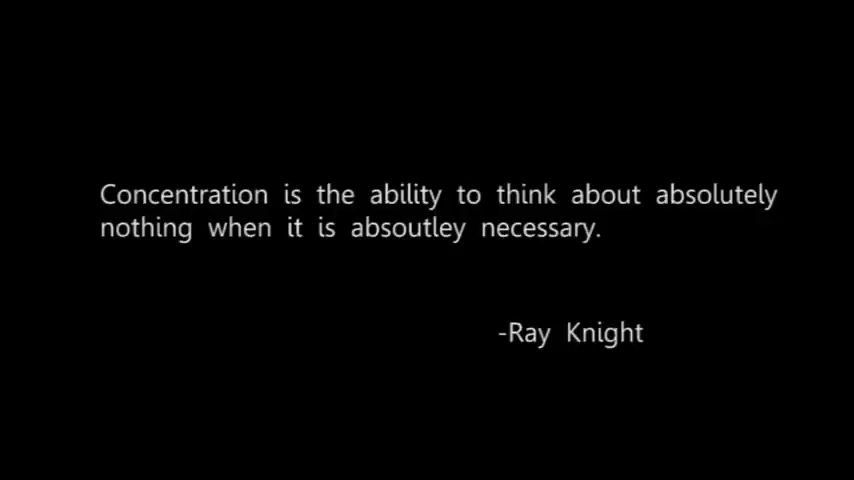 Concentration is the ability to think about absolutely
nothing when it is absoutley necessary.
-Ray Knight